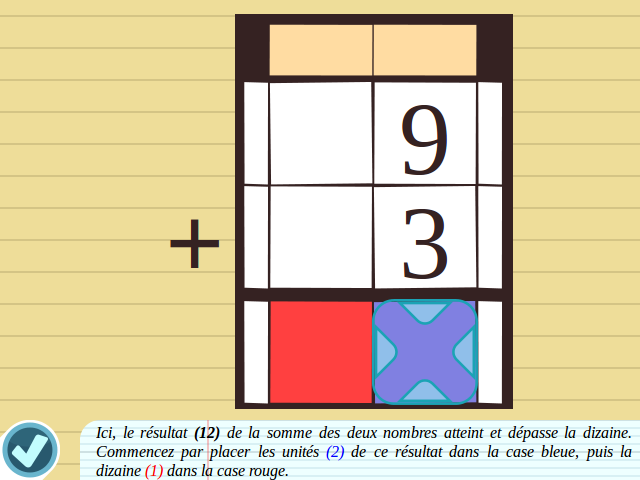 9
+ 3
Ici, le résultat (12) de la somme des deux nombres atteint et dépasse la dizaine.
Commencez par placer les unités (2) de ce résultat dans la case bleue, puis la
dizaine (1) dans la case rouge.